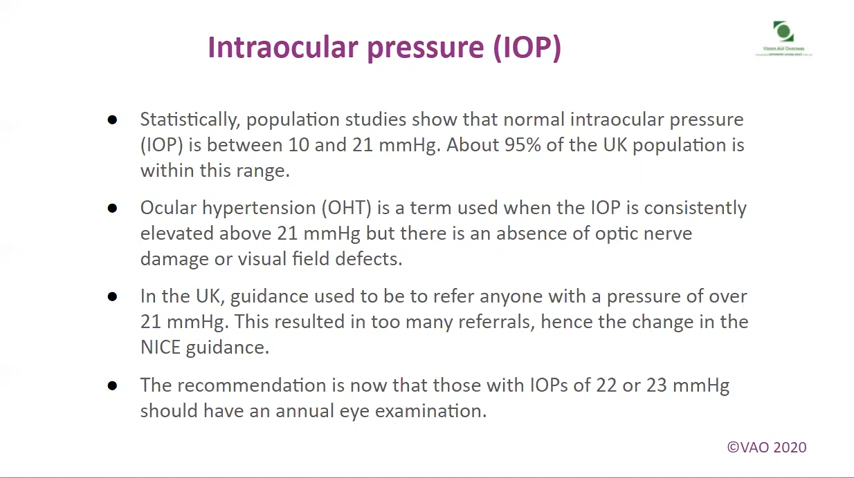 Intraocular pressure (IOP)
Vision Aid Overseas
● Statistically, population studies show that normal intraocular pressure
(IOP) is between 10 and 21 mmHg. About 95% of the UK population is
within this range.
● Ocular hypertension (OHT) is a term used when the IOP is consistently
elevated above 21 mmHg but there is an absence of optic nerve
damage or visual field defects.
● In the UK, guidance used to be to refer anyone with a pressure of over
21 mmHg. This resulted in too many referrals, hence the change in the
NICE guidance.
● The recommendation is now that those with IOPs of 22 or 23 mmHg
should have an annual eye examination.
©VAO 2020